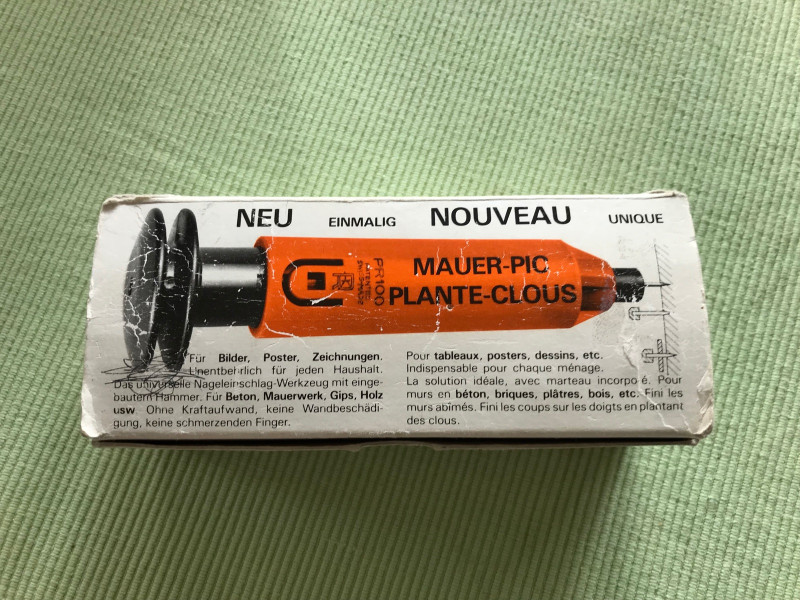 NEU EINMALIG NOUVEAU UNIQUE
MAUER-PIC
PLANTE-CLOUS
PR100
Für Bilder, Poster, Zeichnungen.
Unentbehrlich für jeden Haushalt.
Das universelle Nageleinschlag-Werkzeug mit einge-
bautem Hammer. Für Beton, Mauerwerk, Gips, Holz
usw. Ohne Kraftaufwand, keine Wandbeschädi-
gung, keine schmerzenden Finger.
Pour tableaux, posters, dessins, etc.
Indispensable pour chaque ménage.
La solution idéale, avec marteau incorporé. Pour
murs en béton, briques, plâtres, bois, etc. Fini les
murs abîmés. Fini les coups sur les doigts en plantant
des clous.